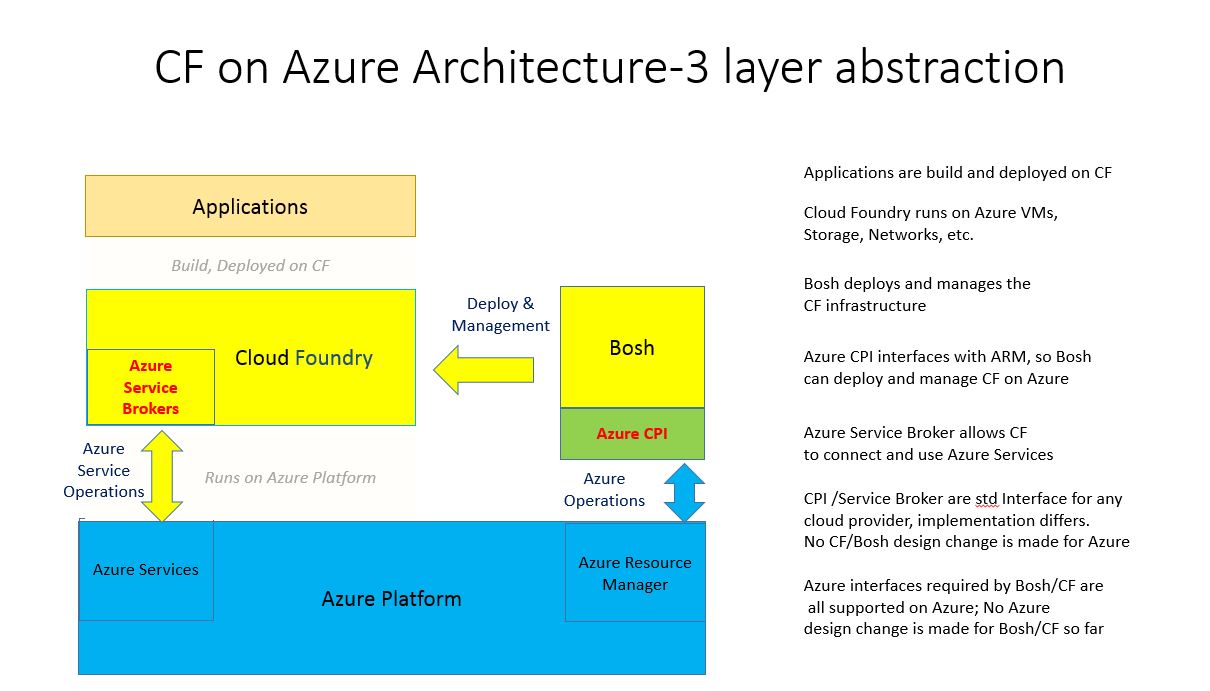 CF on Azure Architecture-3 layer abstraction
Applications
Build, Deployed on CF
Cloud Foundry
Azure
Service
Brokers
Deploy &
Management
Bosh
Azure CPI
Azure
Service
Operations
Runs on Azure Platform
Azure
Operations
Azure Services
Azure Platform
Azure Resource
Manager
Applications are build and deployed on CF
Cloud Foundry runs on Azure VMs,
Storage, Networks, etc.
Bosh deploys and manages the
CF infrastructure
Azure CPI interfaces with ARM, so Bosh
can deploy and manage CF on Azure
Azure Service Broker allows CF
to connect and use Azure Services
CPI /Service Broker are std Interface for any
cloud provider, implementation differs.
No CF/Bosh design change is made for Azure
Azure interfaces required by Bosh/CF are
all supported on Azure; No Azure
design change is made for Bosh/CF so far